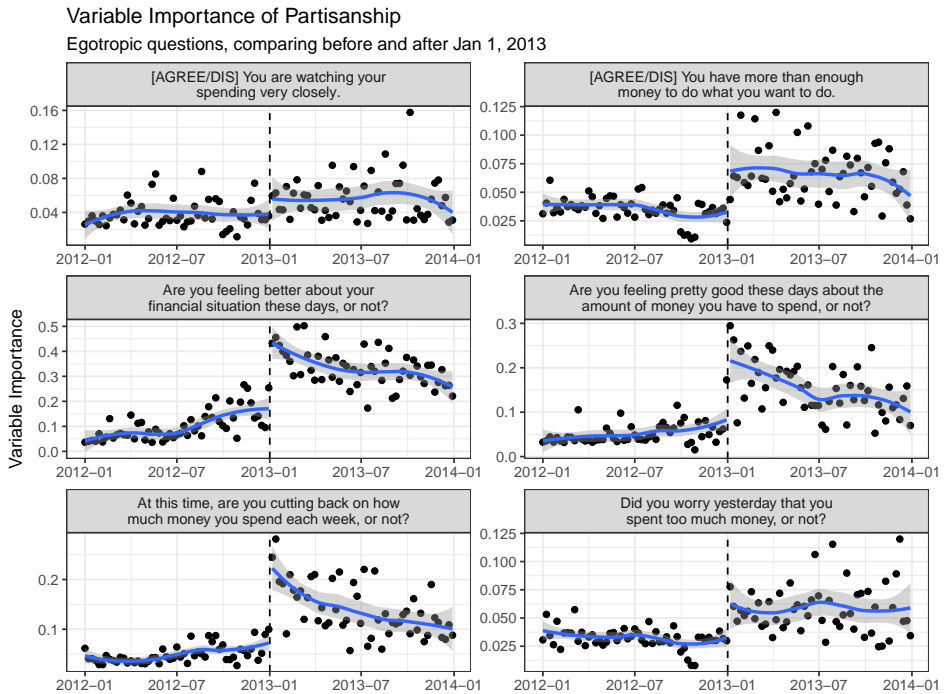 Variable Importance of Partisanship
Egotropic questions, comparing before and after Jan 1, 2013
Variable Importance
[AGREE/DIS] You are watching your
spending very closely.
0.16
0.12
0.08
0.04
2012−01 2012−07 2013−01 2013−07 2014−01
[AGREE/DIS] You have more than enough
money to do what you want to do.
0.125
0.100
0.075
0.050
0.025
2012−01 2012−07 2013−01 2013−07 2014−01
Are you feeling better about your
financial situation these days, or not?
0.5
0.4
0.3
0.2
0.1
0.0
2012−01 2012−07 2013−01 2013−07 2014−01
Are you feeling pretty good these days about the
amount of money you have to spend, or not?
0.3
0.2
0.1
0.0
2012−01 2012−07 2013−01 2013−07 2014−01
At this time, are you cutting back on how
much money you spend each week, or not?
0.2
0.1
2012−01 2012−07 2013−01 2013−07 2014−01
Did you worry yesterday that you
spent too much money, or not?
0.125
0.100
0.075
0.050
0.025
2012−01 2012−07 2013−01 2013−07 2014−01